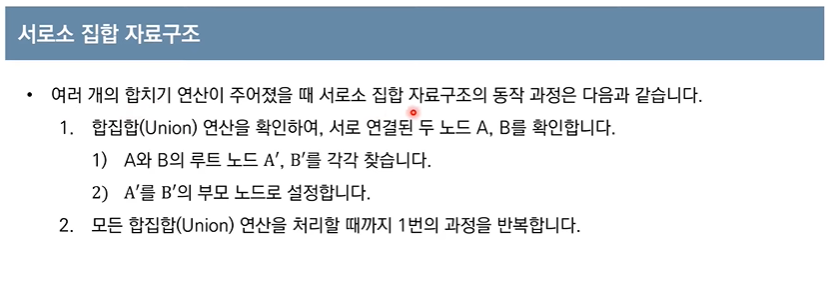 서로소 집합 자료구조
• 여러 개의 합치기 연산이 주어졌을 때 서로소 집합 자료구조의 동작 과정은 다음과 같습니다.
1. 합집합(Union) 연산을 확인하여, 서로 연결된 두 노드 A, B를 확인합니다.
1) A와 B의 루트 노드 A′, B′를 각각 찾습니다.
2) A′를 B′의 부모 노드로 설정합니다.
2. 모든 합집합(Union) 연산을 처리할 때까지 1번의 과정을 반복합니다.